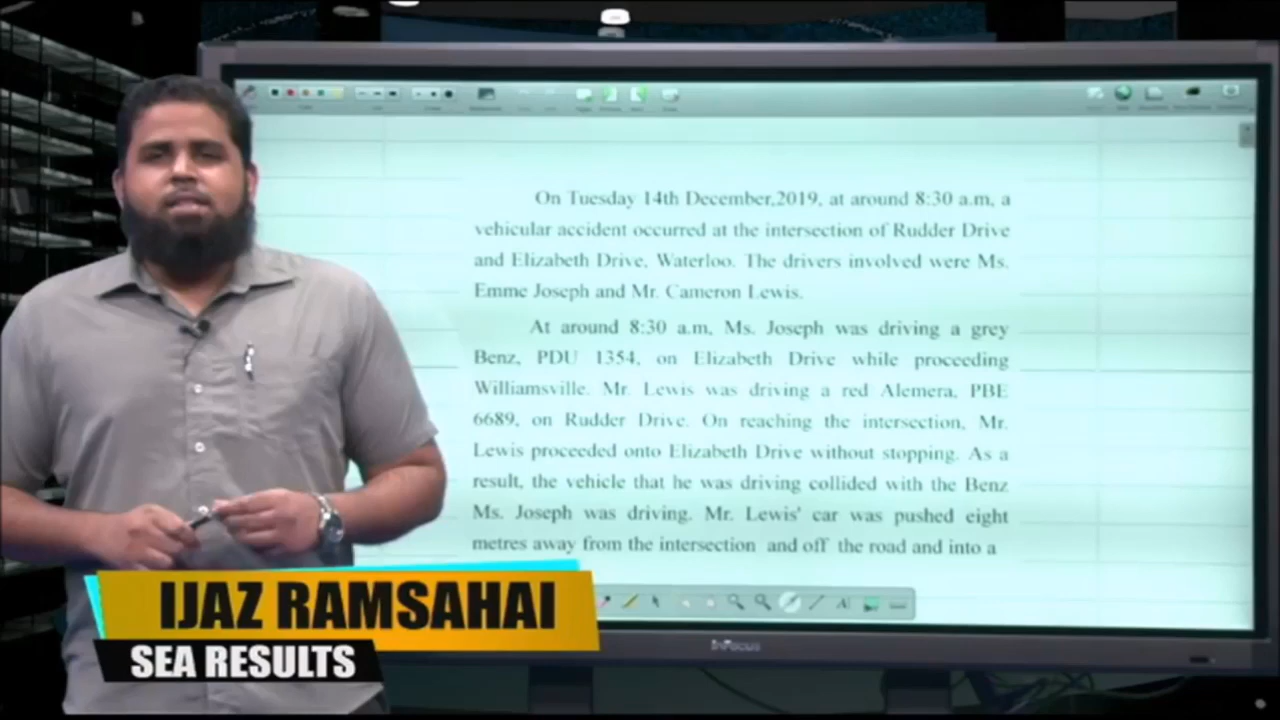 On Tuesday 14th December,2019, at around 8:30 a.m, a
vehicular accident occurred at the intersection of Rudder Drive
and Elizabeth Drive, Waterloo. The drivers involved were Ms.
Emme Joseph and Mr. Cameron Lewis.
At around 8:30 a.m, Ms. Joseph was driving a grey
Benz, PDU 1354, on Elizabeth Drive while proceeding
Williamsville. Mr. Lewis was driving a red Alemera, PBE
6689, on Rudder Drive. On reaching the intersection, Mr.
Lewis proceeded onto Elizabeth Drive without stopping. As a
result, the vehicle that he was driving collided with the Benz
Ms. Joseph was driving. Mr. Lewis' car was pushed eight
metres away from the intersection and off the road and into a
IJAZ RAMSAHAI
SEA RESULTS
InFocus